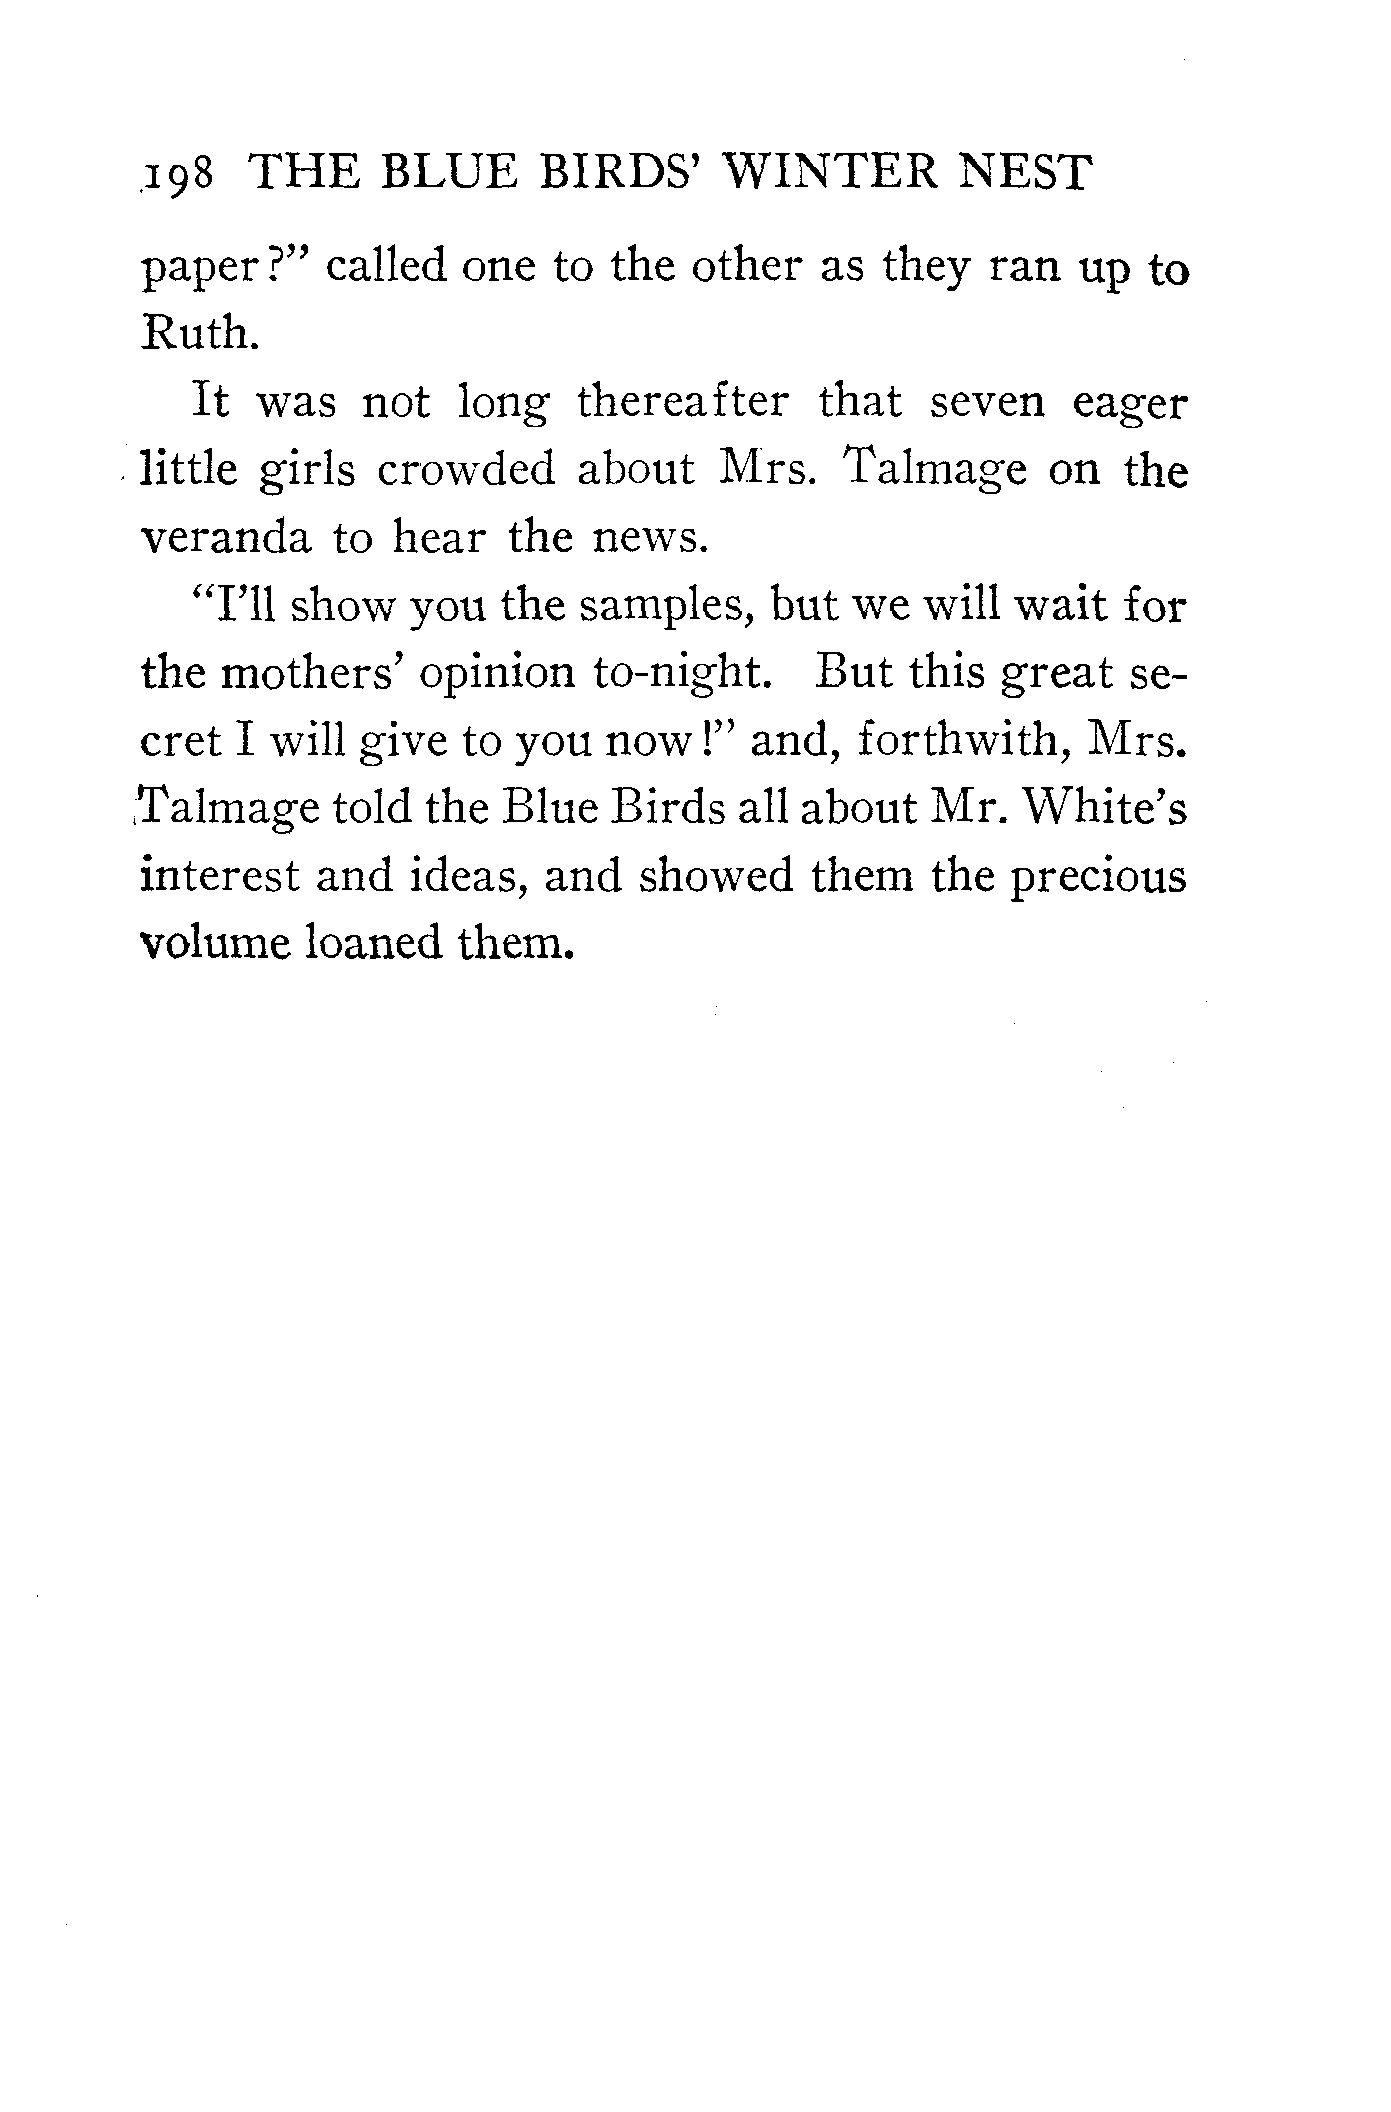 198 THE BLUE BIRDS' WINTER NEST
paper?" called one to the other as they ran up to
Ruth.
It was not long thereafter that seven eager
little girls crowded about Mrs. Talmage on the
veranda to hear the news.
"I'll show you the samples, but we will wait for
the mothers' opinion to-night. But this great se-
cret I will give to you now!" and, forthwith, Mrs.
Talmage told the Blue Birds all about Mr. White's
interest and ideas, and showed them the precious
volume loaned them.